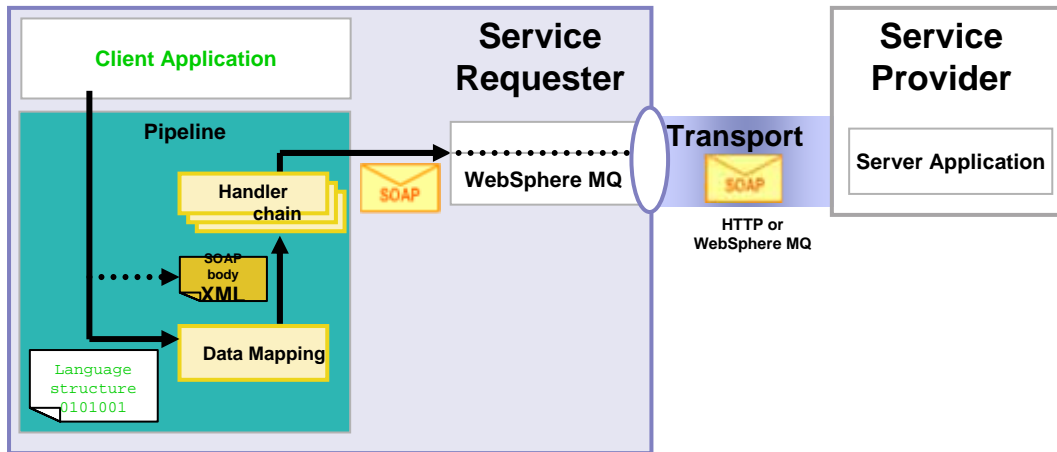 Client Application
Service
Requester
Service
Provider
Pipeline
Transport
Handler
chain
SOAP
WebSphere MQ
SOAP
Server Application
HTTP or
WebSphere MQ
SOAP
body
XML
Data Mapping
Language
structure
0101001